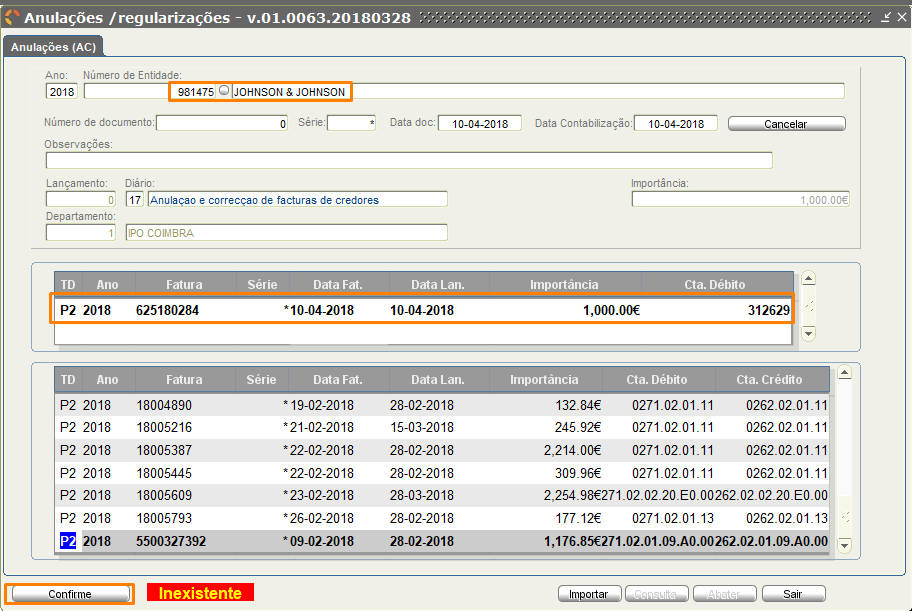 Anulações /regularizações - v.01.0063.20180328
Anulações (AC)
Ano: Número de Entidade:
2018 981475 JOHNSON & JOHNSON
Número de documento: 0 Série: * Data doc: 10-04-2018 Data Contabilização: 10-04-2018 Cancelar
Observações:
Lançamento: Diário: Importância:
0 17 Anulaçao e correcçao de facturas de credores 1,000.00€
Departamento:
1 IPO COIMBRA
TD Ano Fatura Série Data Fat. Data Lan. Importância Cta. Débito
P2 2018 625180284 * 10-04-2018 10-04-2018 1,000.00€ 312629
TD Ano Fatura Série Data Fat. Data Lan. Importância Cta. Débito Cta. Crédito
P2 2018 18004890 * 19-02-2018 28-02-2018 132.84€ 0271.02.01.11 0262.02.01.11
P2 2018 18005216 * 21-02-2018 15-03-2018 245.92€ 0271.02.01.11 0262.02.01.11
P2 2018 18005387 * 22-02-2018 28-02-2018 2,214.00€ 0271.02.01.11 0262.02.01.11
P2 2018 18005445 * 22-02-2018 28-02-2018 309.96€ 0271.02.01.11 0262.02.01.11
P2 2018 18005609 * 23-02-2018 28-03-2018 2,254.98€ 271.02.02.20.E0.00 262.02.02.20.E0.00
P2 2018 18005793 * 26-02-2018 28-02-2018 177.12€ 0271.02.01.13 0262.02.01.13
P2 2018 5500327392 * 09-02-2018 28-02-2018 1,176.85€ 271.02.01.09.A0.00 262.02.01.09.A0.00
Confirme Inexistente Importar Consulta Abater Sair